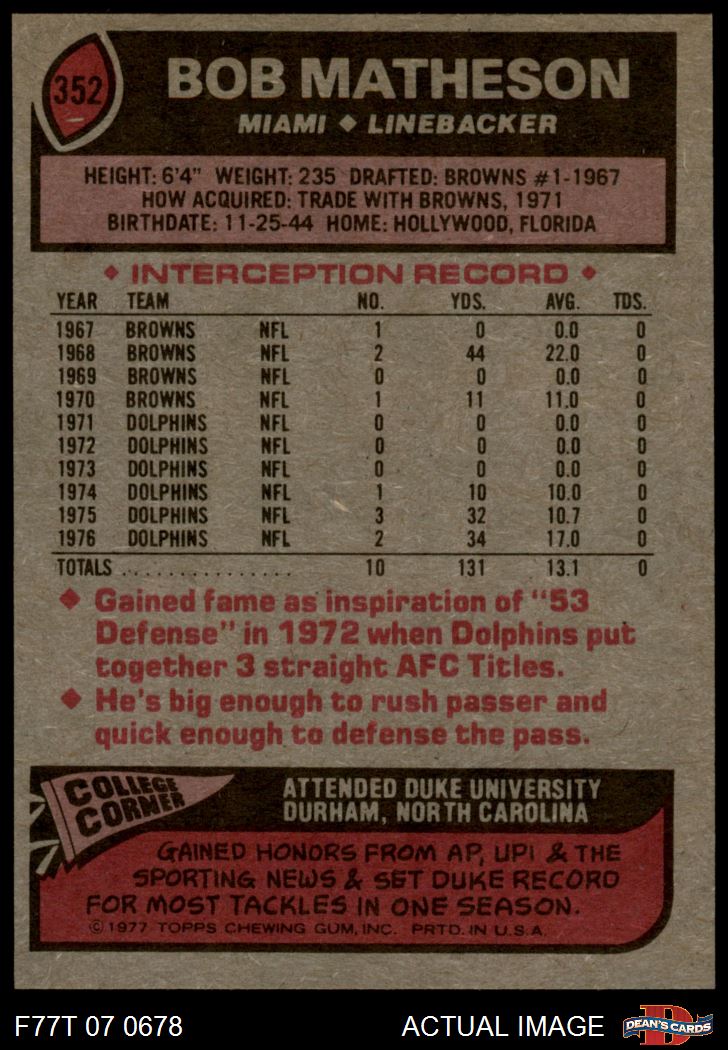 352
BOB MATHESON
MIAMI ♦ LINEBACKER
HEIGHT: 6'4" WEIGHT: 235 DRAFTED: BROWNS #1-1967
HOW ACQUIRED: TRADE WITH BROWNS, 1971
BIRTHDATE: 11-25-44 HOME: HOLLYWOOD, FLORIDA
♦ INTERCEPTION RECORD ♦
YEAR TEAM NO. YDS. AVG. TDS.
1967 BROWNS NFL 1 0 0.0 0
1968 BROWNS NFL 2 44 22.0 0
1969 BROWNS NFL 0 0 0.0 0
1970 BROWNS NFL 1 11 11.0 0
1971 DOLPHINS NFL 0 0 0.0 0
1972 DOLPHINS NFL 0 0 0.0 0
1973 DOLPHINS NFL 0 0 0.0 0
1974 DOLPHINS NFL 1 10 10.0 0
1975 DOLPHINS NFL 3 32 10.7 0
1976 DOLPHINS NFL 2 34 17.0 0
TOTALS . . . . . . . . . . . . . . . . 10 131 13.1 0
♦ Gained fame as inspiration of "53
Defense" in 1972 when Dolphins put
together 3 straight AFC Titles.
♦ He's big enough to rush passer and
quick enough to defense the pass.
COLLEGE
CORNER
ATTENDED DUKE UNIVERSITY
DURHAM, NORTH CAROLINA
GAINED HONORS FROM AP, UPI & THE
SPORTING NEWS & SET DUKE RECORD
FOR MOST TACKLES IN ONE SEASON.
©1977 TOPPS CHEWING GUM, INC. PRTD. IN U.S.A.
F77T 07 0678 ACTUAL IMAGE
D
DEAN'S CARDS